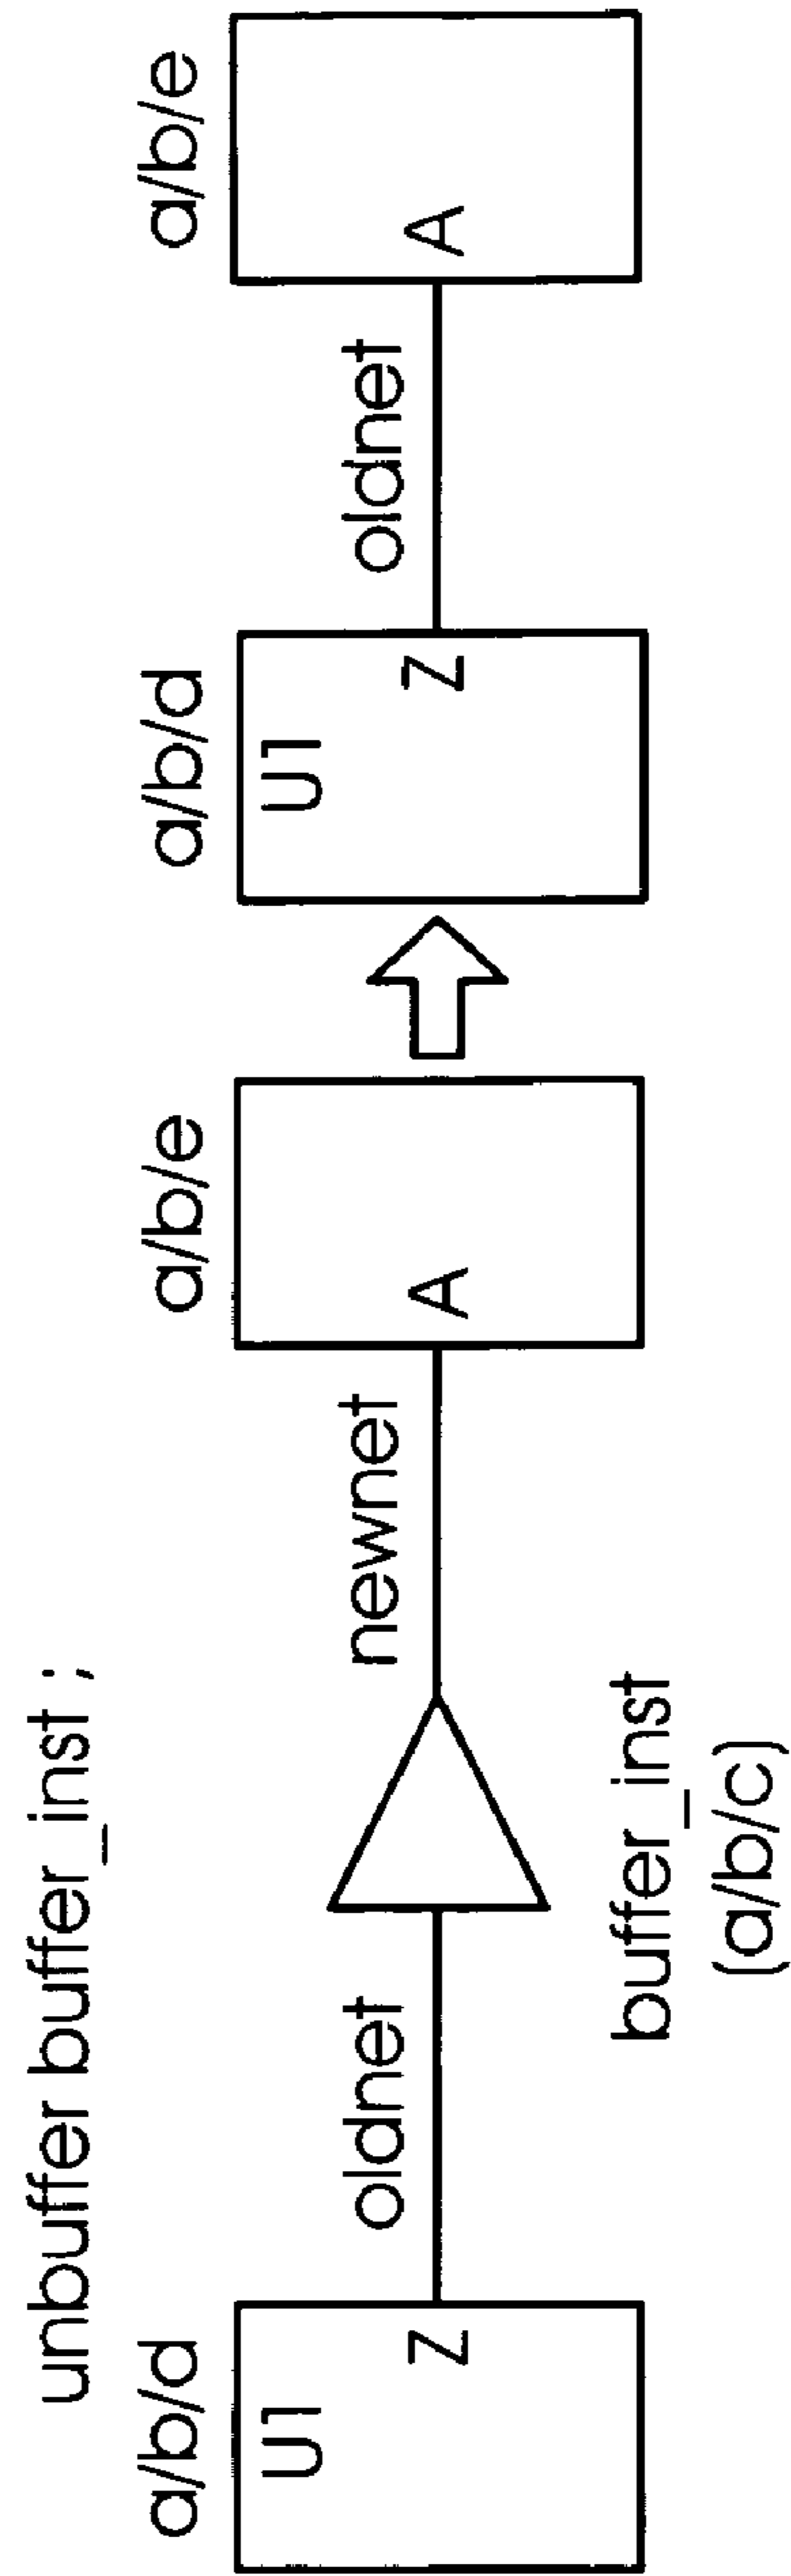 unbuffer buffer_inst ;
a/b/d
U1
Z
oldnet
buffer_inst
(a/b/c)
newnet
a/b/e
A
a/b/d
U1
Z
oldnet
a/b/e
A